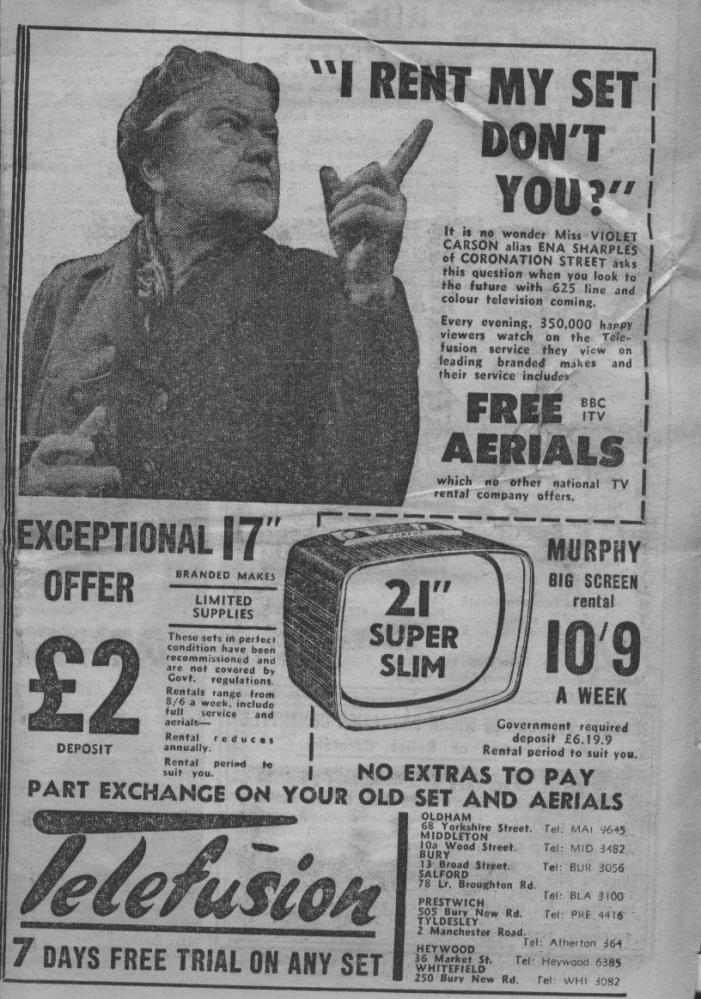 "I RENT MY SET
DON'T
YOU?"
It is no wonder Miss VIOLET
CARSON alias ENA SHARPLES
of CORONATION STREET asks
this question when you look to
the future with 625 line and
colour television coming.
Every evening, 350,000 happy
viewers watch on the Tele-
fusion service they view on
leading branded makes and
their service includes
FREE BBC
ITV
AERIALS
which no other national TV
rental company offers.
EXCEPTIONAL 17"
OFFER
BRANDED MAKES
LIMITED
SUPPLIES
£2
DEPOSIT
These sets in perfect
condition have been
recommissioned and
are not covered by
Govt. regulations.
Rentals range from
8/6 a week, include
full service and
aerials—
Rental reduces
annually.
Rental period to
suit you.
21"
SUPER
SLIM
MURPHY
BIG SCREEN
rental
10'9
A WEEK
Government required
deposit £6.19.9
Rental period to suit you.
NO EXTRAS TO PAY
PART EXCHANGE ON YOUR OLD SET AND AERIALS
Telefusion
7 DAYS FREE TRIAL ON ANY SET
OLDHAM
68 Yorkshire Street. Tel: MAI 9645
MIDDLETON
10a Wood Street. Tel: MID 3482
BURY
13 Broad Street. Tel: BUR 3056
SALFORD
78 Lr. Broughton Rd.
Tel: BLA 3100
PRESTWICH
505 Bury New Rd. Tel: PRE 4416
TYLDESLEY
2 Manchester Road.
Tel: Atherton 364
HEYWOOD
36 Market St. Tel: Heywood 6385
WHITEFIELD
250 Bury New Rd. Tel: WHI 3082